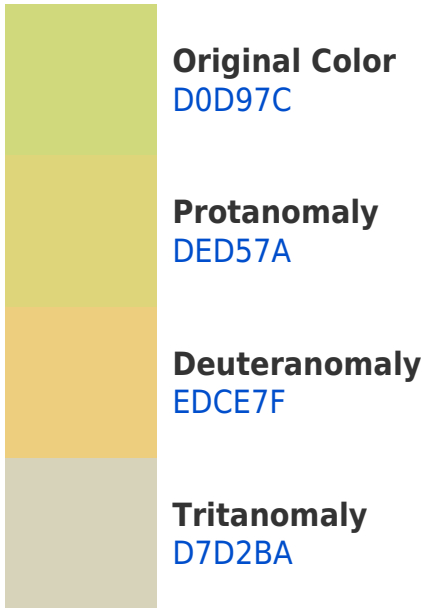 Original Color
D0D97C
Protanomaly
DED57A
Deuteranomaly
EDCE7F
Tritanomaly
D7D2BA